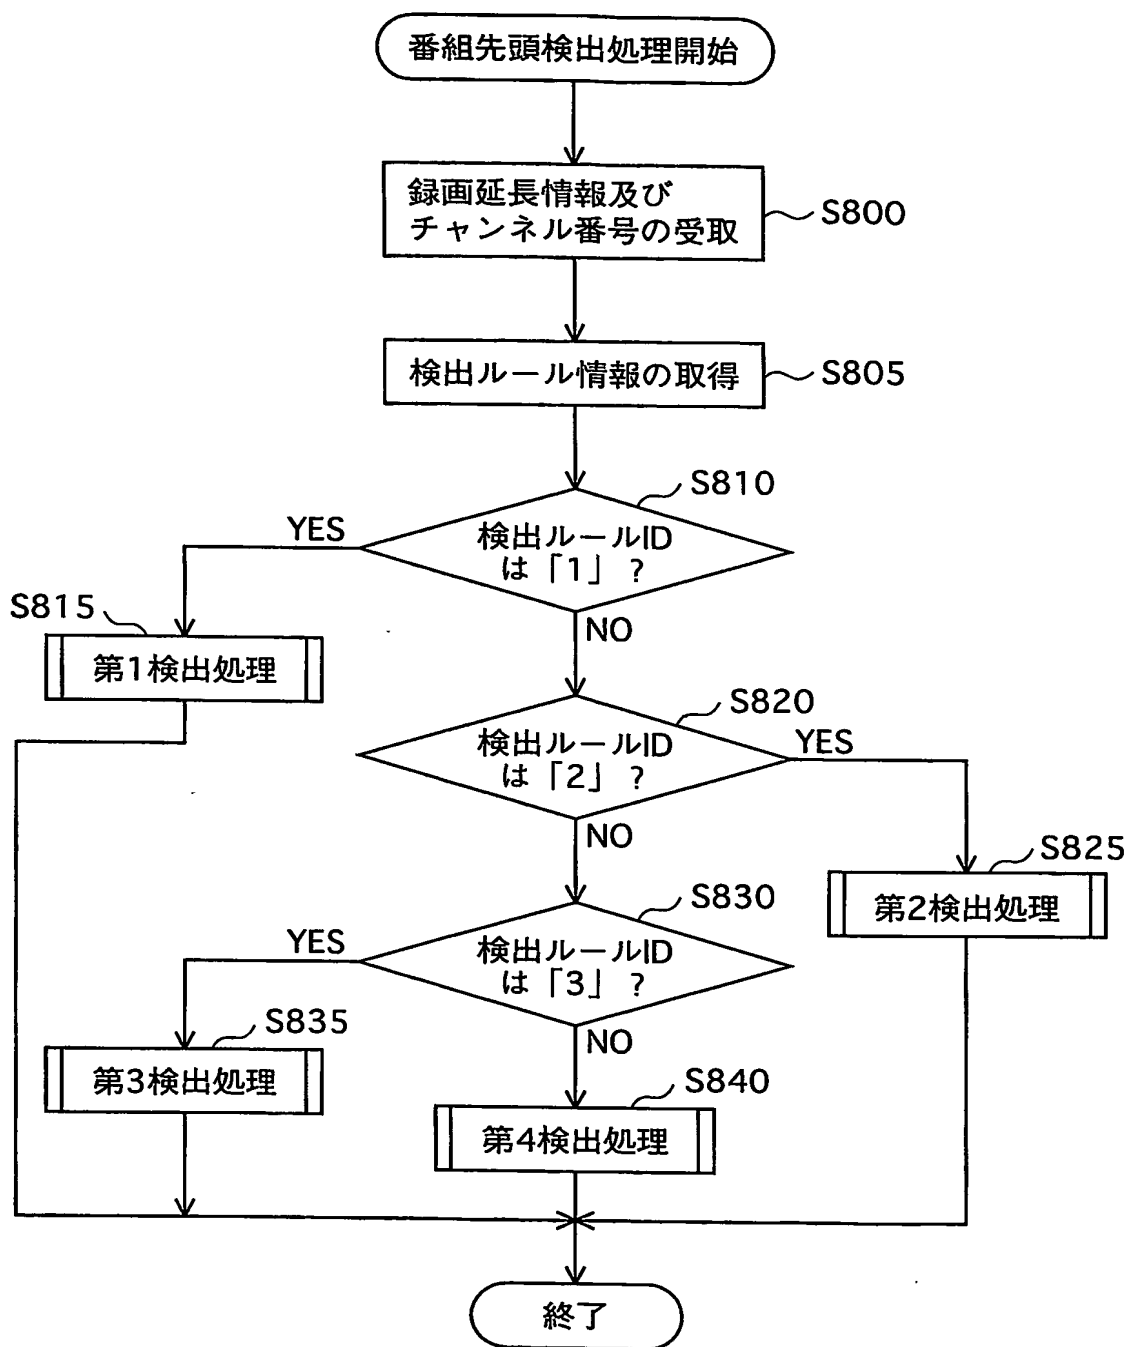 番組先頭検出処理開始
録画延長情報及び
チャンネル番号の受取
S800
検出ルール情報の取得
S805
S810
検出ルールID
は「1」?
YES
NO
S815
第1検出処理
S820
検出ルールID
は「2」?
YES
NO
S825
第2検出処理
S830
検出ルールID
は「3」?
YES
NO
S835
第3検出処理
S840
第4検出処理
終了